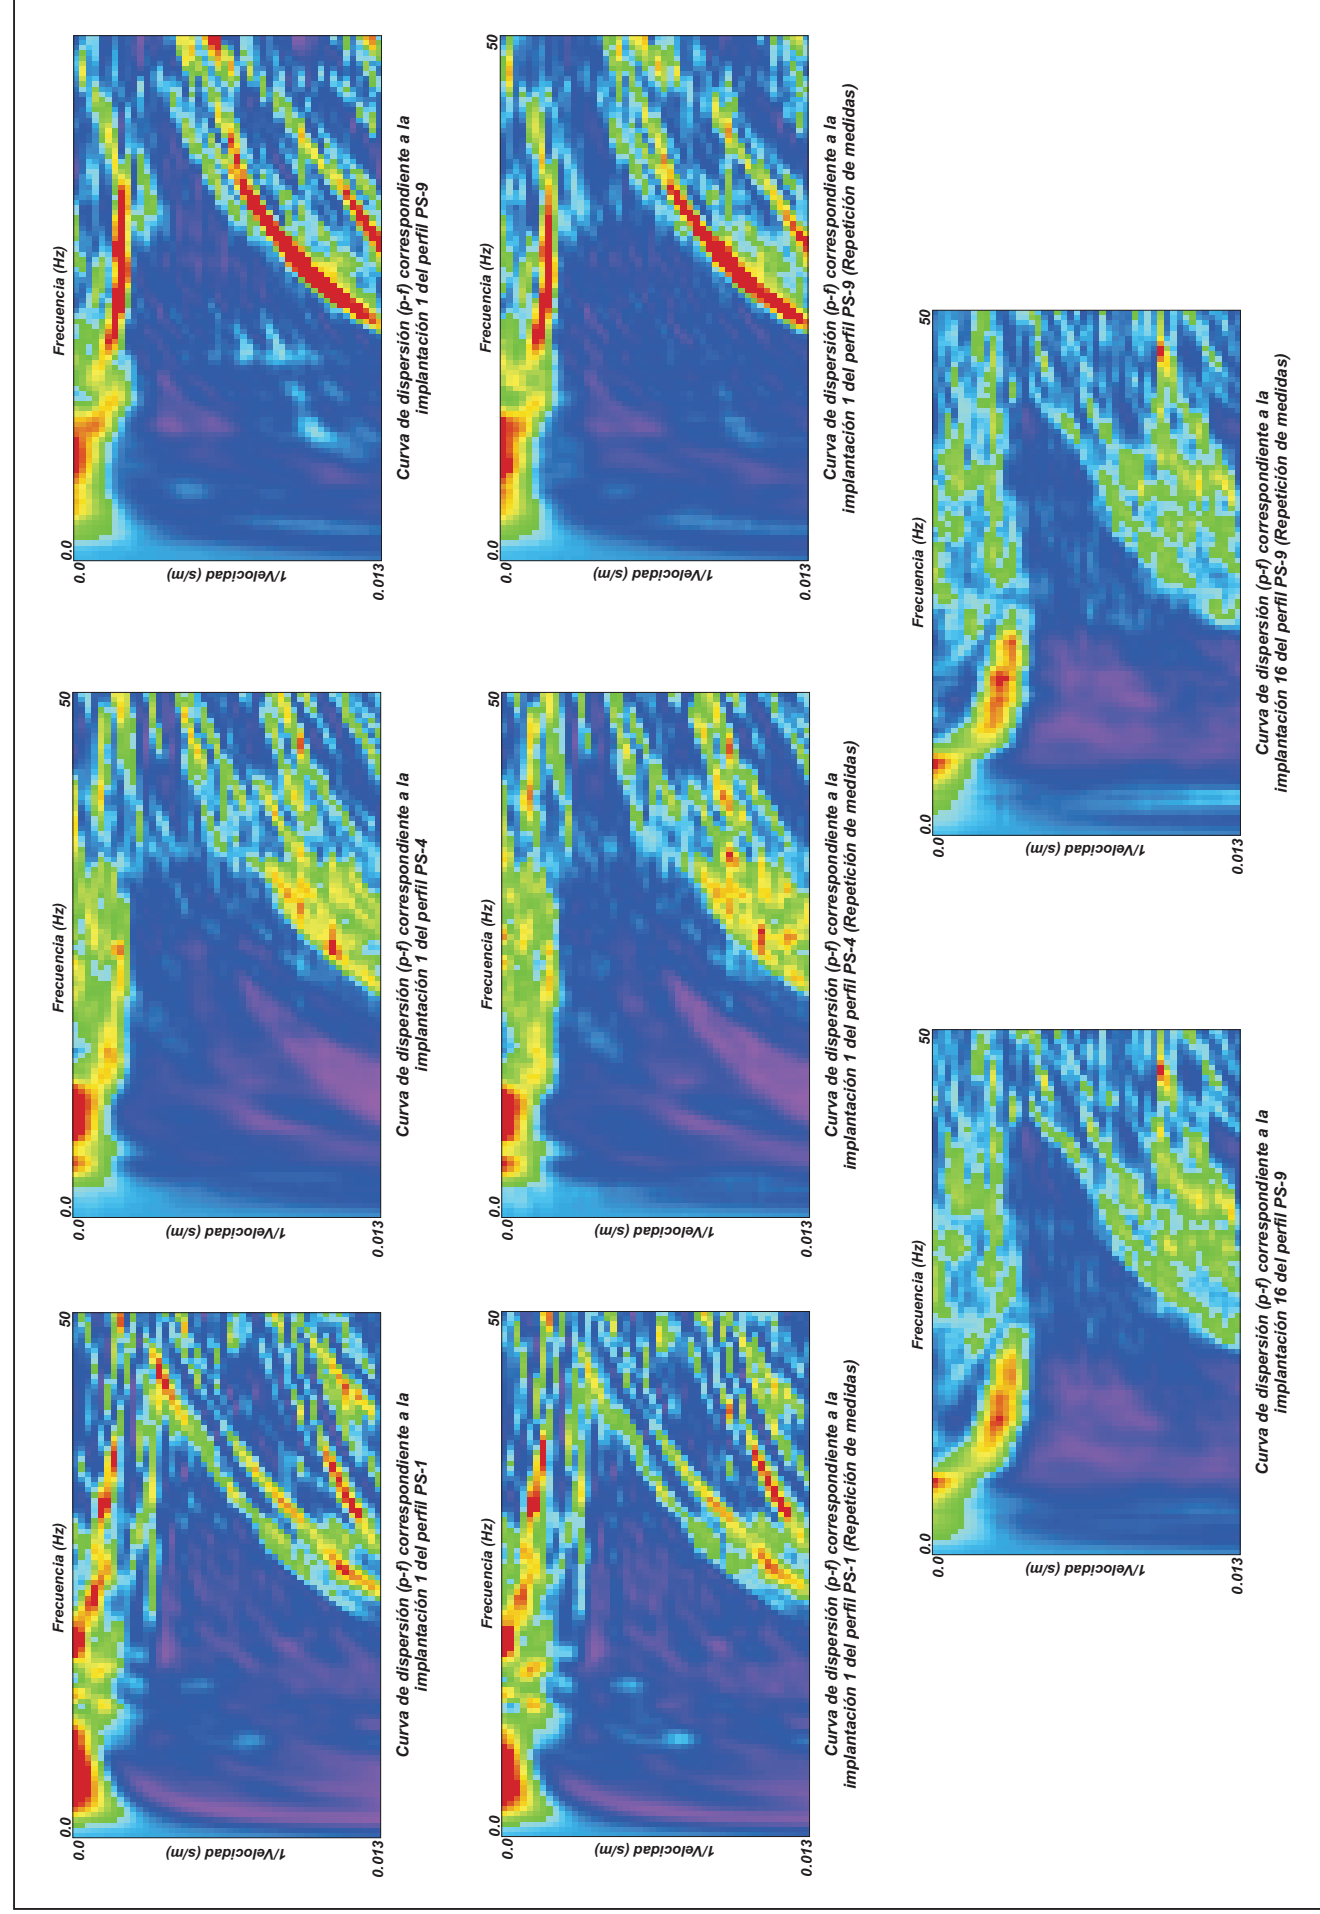 Frecuencia (Hz)
0.0
50
0.0
1/Velocidad (s/m)
0.013
Curva de dispersión (p-f) correspondiente a la
implantación 1 del perfil PS-1
Frecuencia (Hz)
0.0
50
0.0
1/Velocidad (s/m)
0.013
Curva de dispersión (p-f) correspondiente a la
implantación 1 del perfil PS-4
Frecuencia (Hz)
0.0
50
0.0
1/Velocidad (s/m)
0.013
Curva de dispersión (p-f) correspondiente a la
implantación 1 del perfil PS-9
Frecuencia (Hz)
0.0
50
0.0
1/Velocidad (s/m)
0.013
Curva de dispersión (p-f) correspondiente a la
implantación 1 del perfil PS-1 (Repetición de medidas)
Frecuencia (Hz)
0.0
50
0.0
1/Velocidad (s/m)
0.013
Curva de dispersión (p-f) correspondiente a la
implantación 1 del perfil PS-4 (Repetición de medidas)
Frecuencia (Hz)
0.0
50
0.0
1/Velocidad (s/m)
0.013
Curva de dispersión (p-f) correspondiente a la
implantación 1 del perfil PS-9 (Repetición de medidas)
Frecuencia (Hz)
0.0
50
0.0
1/Velocidad (s/m)
0.013
Curva de dispersión (p-f) correspondiente a la
implantación 16 del perfil PS-9
Frecuencia (Hz)
0.0
50
0.0
1/Velocidad (s/m)
0.013
Curva de dispersión (p-f) correspondiente a la
implantación 16 del perfil PS-9 (Repetición de medidas)